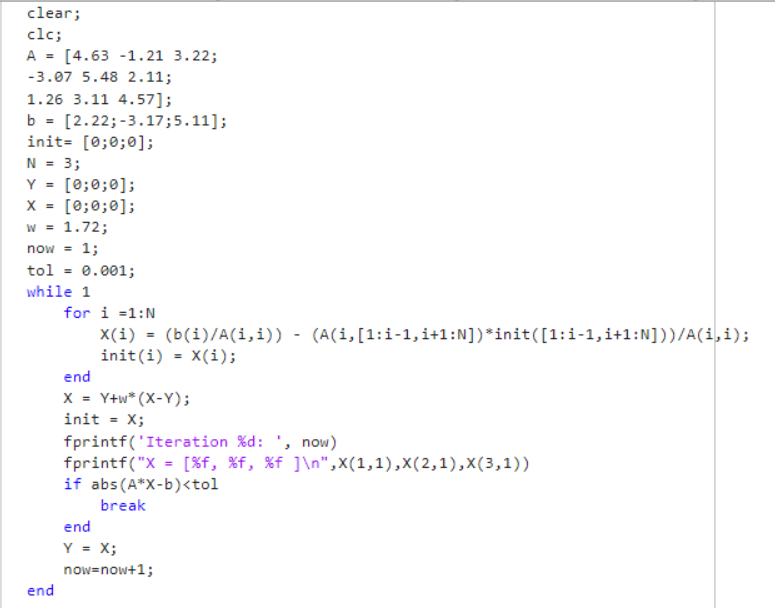 clear;
clc;
A = [4.63 -1.21 3.22;
-3.07 5.48 2.11;
1.26 3.11 4.57];
b = [2.22;-3.17;5.11];
init= [0;0;0];
N = 3;
Y = [0;0;0];
X = [0;0;0];
w = 1.72;
now = 1;
tol = 0.001;
while 1
    for i =1:N
        X(i) = (b(i)/A(i,i)) - (A(i,[1:i-1,i+1:N])*init([1:i-1,i+1:N]))/A(i,i);
        init(i) = X(i);
    end
    X = Y+w*(X-Y);
    init = X;
    fprintf('Iteration %d: ', now)
    fprintf("X = [%f, %f, %f ]\n",X(1,1),X(2,1),X(3,1))
    if abs(A*X-b)<tol
        break
    end
    Y = X;
    now=now+1;
end